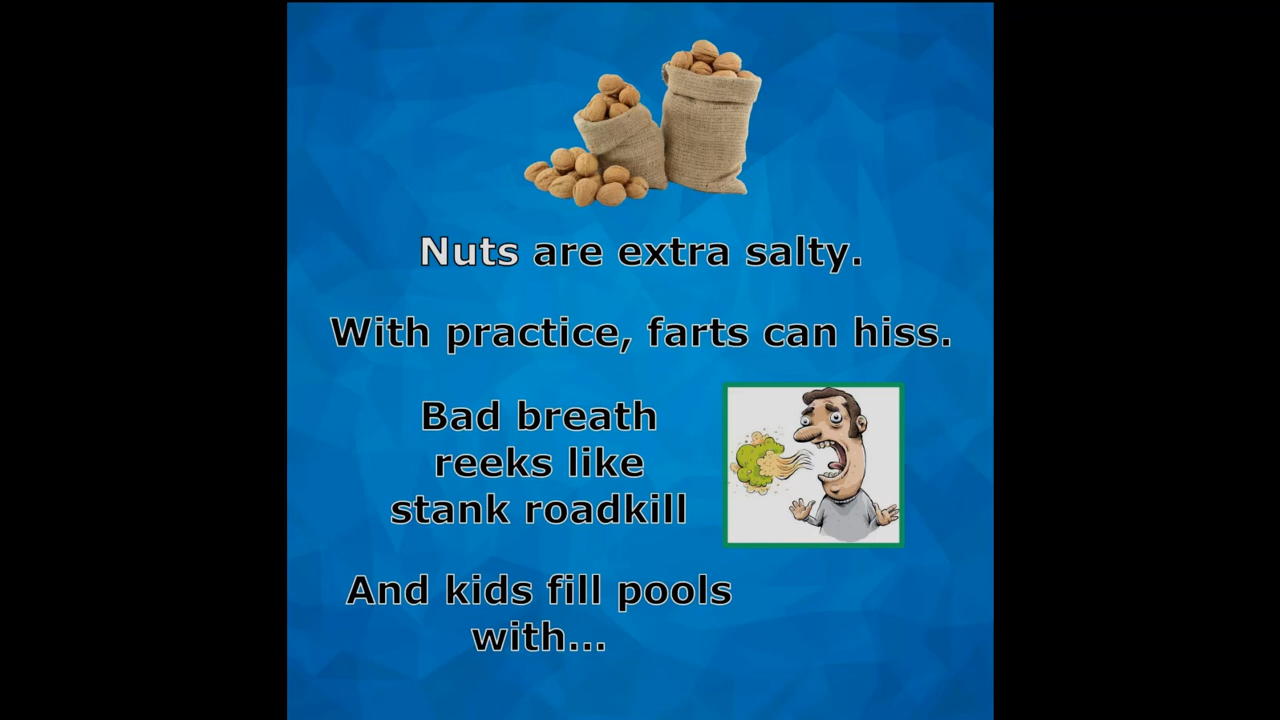 Nuts are extra salty.
With practice, farts can hiss.
Bad breath
reeks like
stank roadkill
And kids fill pools
with...